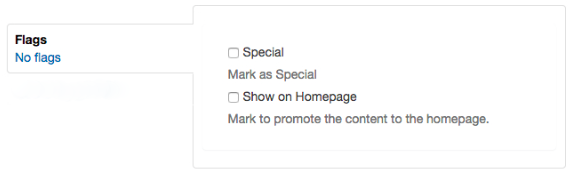 Flags
No flags
Special
Mark as Special
Show on Homepage
Mark to promote the content to the homepage.